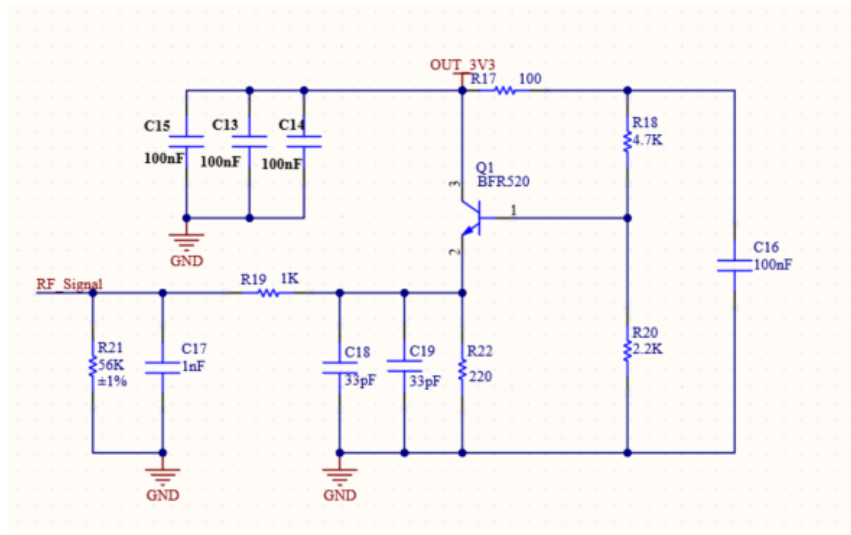 OUT_3V3
R17 100
C15
100nF
C13
100nF
C14
100nF
R18
4.7K
Q1
BFR520
3
1
2
C16
100nF
GND
RF_Signal
R19 1K
R21
56K
±1%
C17
1nF
C18
33pF
C19
33pF
R22
220
R20
2.2K
GND
GND